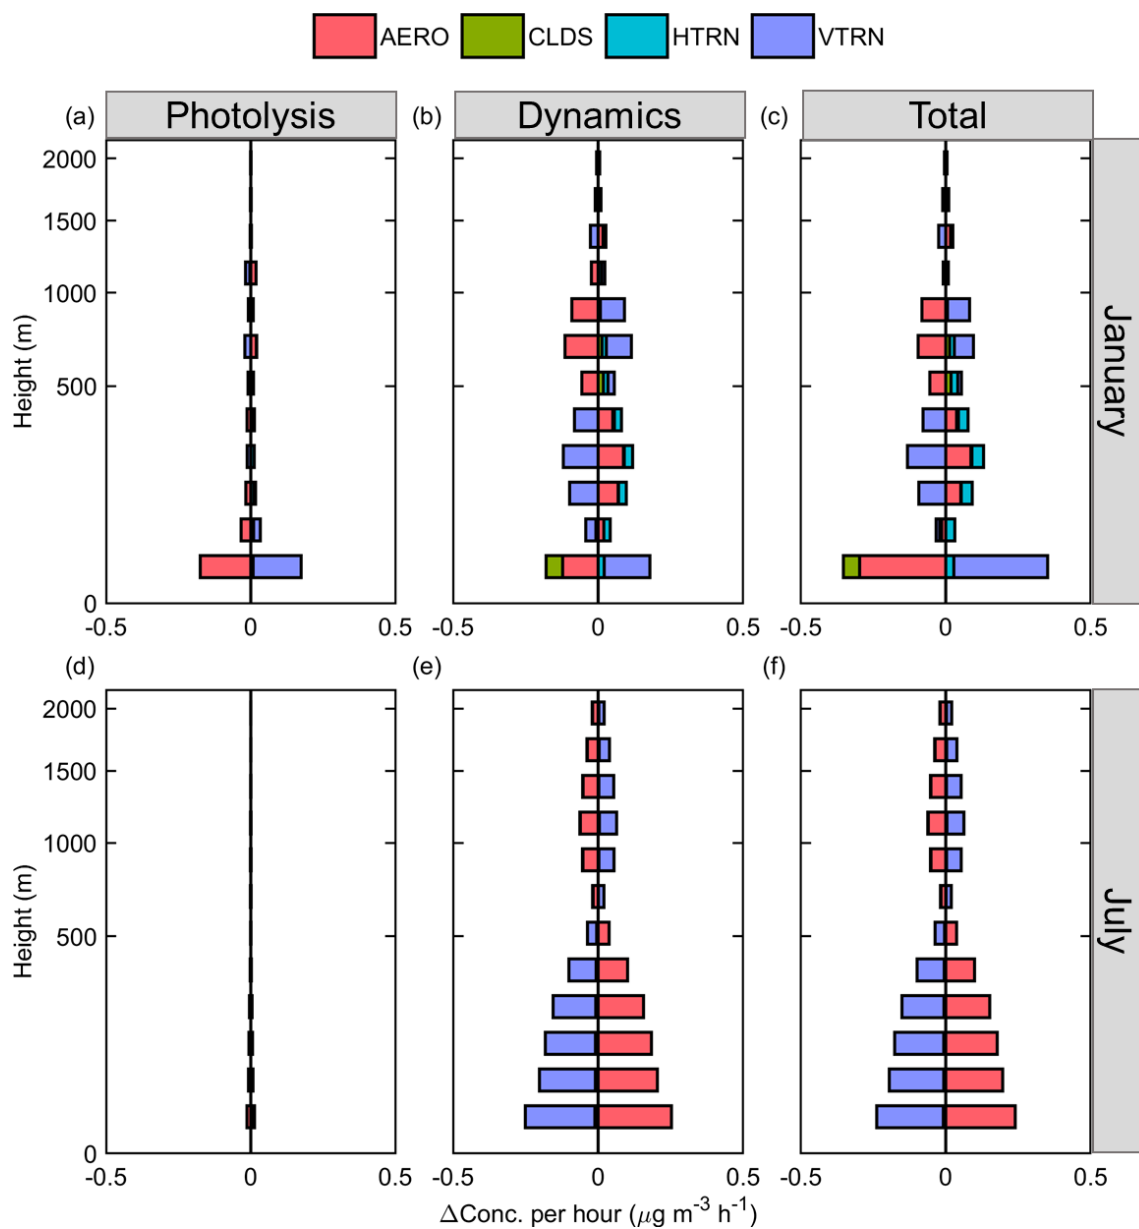 AERO CLDS HTRN VTRN
(a) Photolysis (b) Dynamics (c) Total
2000
1500
1000
500
0
Height (m)
-0.5 0 0.5 -0.5 0 0.5 -0.5 0 0.5
January
(d) (e) (f)
2000
1500
1000
500
0
Height (m)
-0.5 0 0.5 -0.5 0 0.5 -0.5 0 0.5
July
ΔConc. per hour (μg m⁻³ h⁻¹)